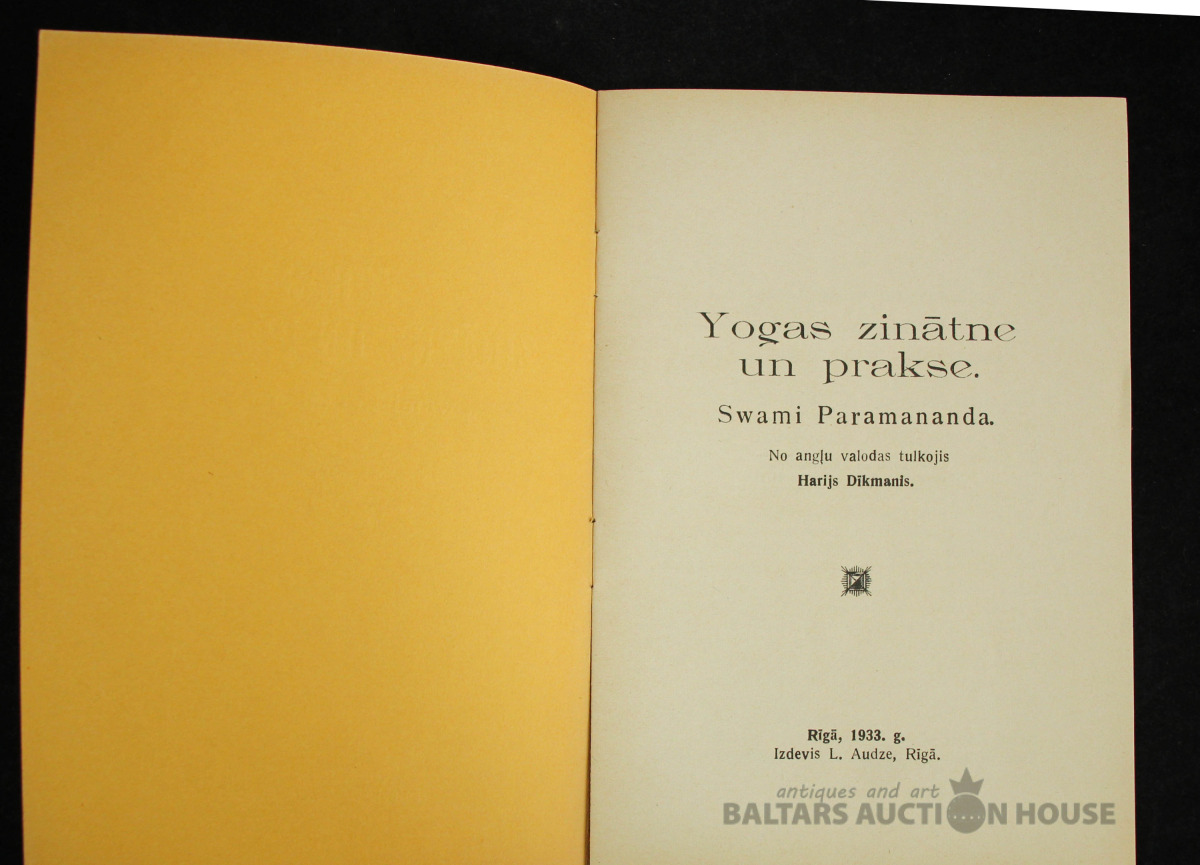 Yogas zinātne
un prakse.
Swami Paramananda.
No angļu valodas tulkojis
Harijs Dīkmanis.
Rīgā, 1933. g.
Izdevis L. Audze, Rīgā.
antiques and art
BALTARS AUCTION HOUSE